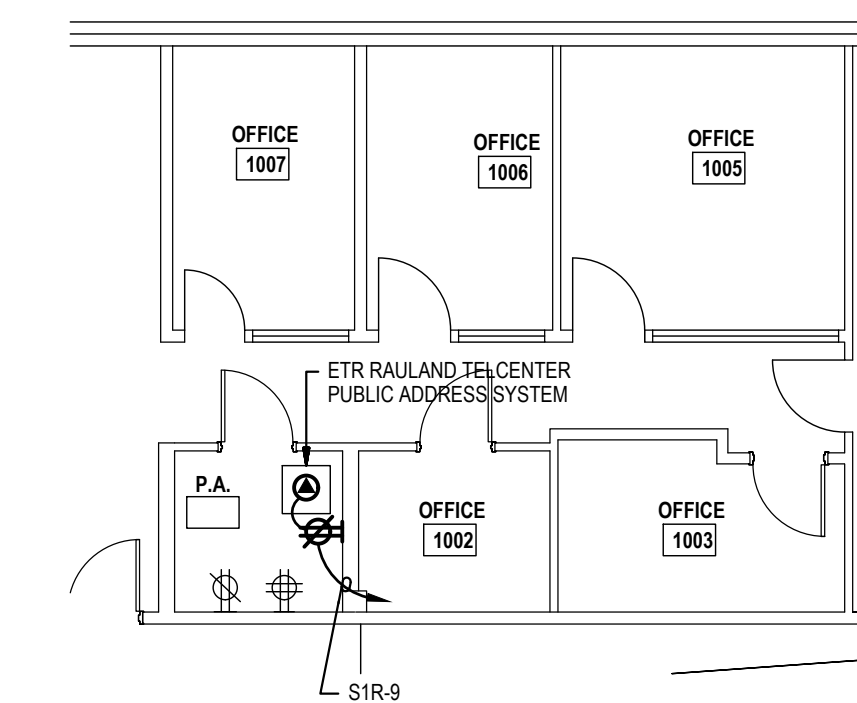 OFFICE
1007
OFFICE
1006
OFFICE
1005
ETR RAULAND TELCENTER
PUBLIC ADDRESS SYSTEM
P.A.
OFFICE
1002
OFFICE
1003
S1R-9